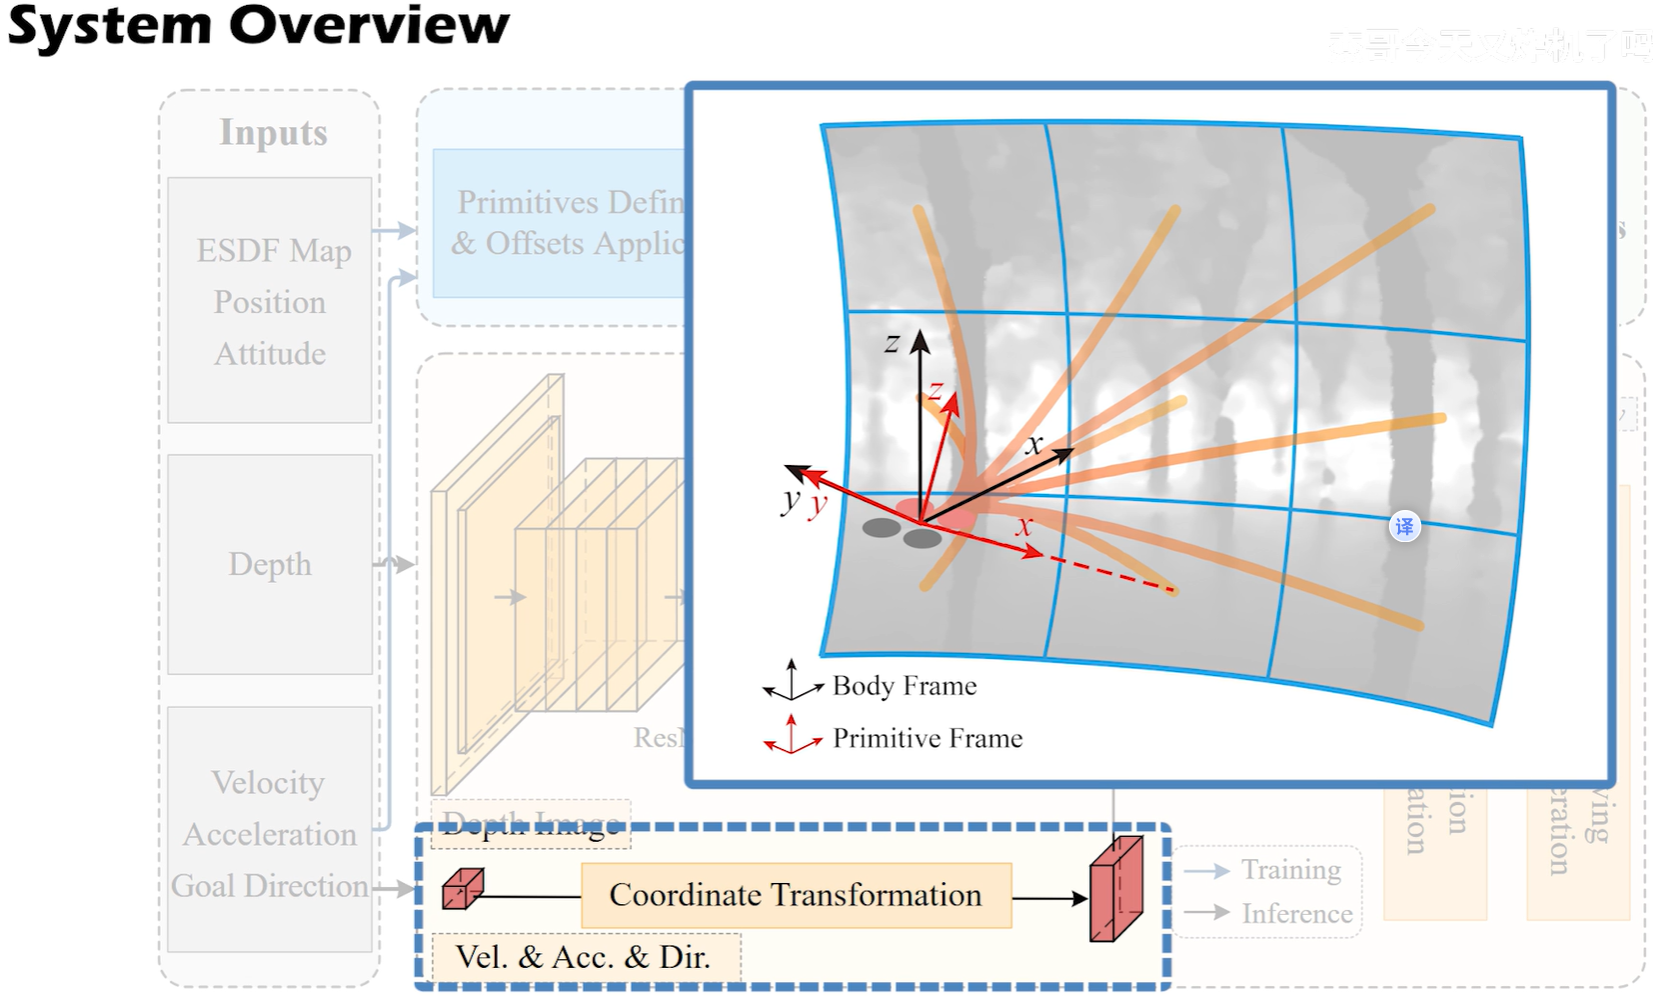 System Overview
Inputs
ESDF Map
Position
Attitude
Depth
Velocity
Acceleration
Goal Direction
Primitives Defin
& Offsets Applic
z
z
x
y
y
x
译
Body Frame
Primitive Frame
Depth Image
Coordinate Transformation
Vel. & Acc. & Dir.
Training
Inference